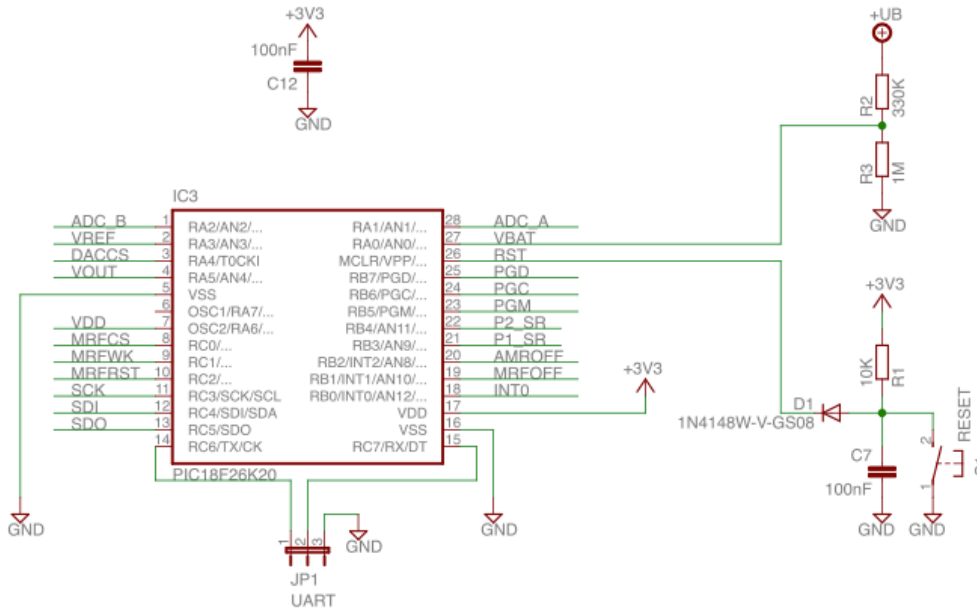 +3V3
100nF
C12
GND
+UB
R2
330K
R3
1M
GND
IC3
ADC_B 1 RA2/AN2/... RA1/AN1/... 28 ADC_A
VREF 2 RA3/AN3/... RA0/AN0/... 27 VBAT
DACCS 3 RA4/T0CKI MCLR/VPP/... 26 RST
VOUT 4 RA5/AN4/... RB7/PGD/... 25 PGD
5 VSS RB6/PGC/... 24 PGC
6 OSC1/RA7/... RB5/PGM/... 23 PGM
VDD 7 OSC2/RA6/... RB4/AN11/... 22 P2_SR
MRFCS 8 RC0/... RB3/AN9/... 21 P1_SR
MRFWK 9 RC1/... RB2/INT2/AN8/... 20 AMROFF
MRFRST 10 RC2/... RB1/INT1/AN10/... 19 MRFOFF
SCK 11 RC3/SCK/SCL RB0/INT0/AN12/... 18 INT0
SDI 12 RC4/SDI/SDA VDD 17
SDO 13 RC5/SDO VSS 16
14 RC6/TX/CK RC7/RX/DT 15
PIC18F26K20
+3V3
+3V3
10K
R1
D1
1N4148W-V-GS08
C7
100nF
2
1
RESET
GND
GND
GND
GND
GND
1
2
3
JP1
UART